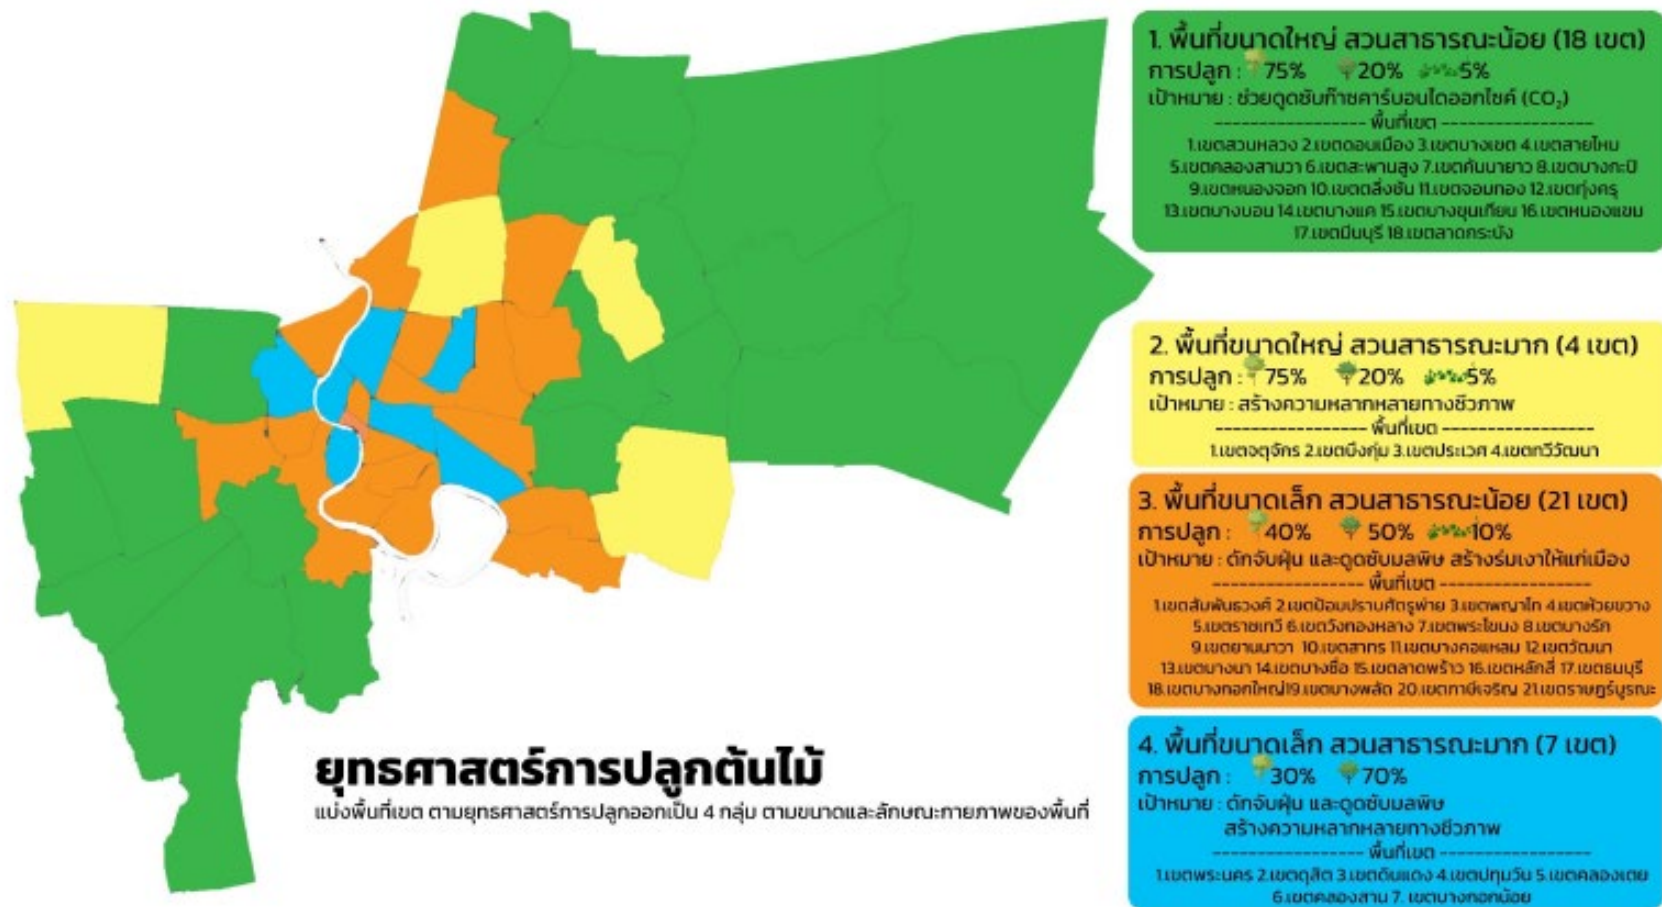 1. พื้นที่ขนาดใหญ่ สวนสาธารณะน้อย (18 เขต)
การปลูก : 75% 20% 5%
เป้าหมาย : ช่วยดูดซับก๊าซคาร์บอนไดออกไซค์ (CO₂)
----------------- พื้นที่เขต -----------------
1.เขตสวนหลวง 2.เขตดอนเมือง 3.เขตบางเขต 4.เขตสายไหม
5.เขตคลองสามวา 6.เขตสะพานสูง 7.เขตคันนายาว 8.เขตบางกะปิ
9.เขตหนองจอก 10.เขตตลิ่งชัน 11.เขตจอมทอง 12.เขตทุ่งครุ
13.เขตบางบอน 14.เขตบางแค 15.เขตบางขุนเทียน 16.เขตหนองแขม
17.เขตมีนบุรี 18.เขตลาดกระบัง
2. พื้นที่ขนาดใหญ่ สวนสาธารณะมาก (4 เขต)
การปลูก : 75% 20% 5%
เป้าหมาย : สร้างความหลากหลายทางชีวภาพ
----------------- พื้นที่เขต -----------------
1.เขตจตุจักร 2.เขตบึงกุ่ม 3.เขตประเวศ 4.เขตทวีวัฒนา
3. พื้นที่ขนาดเล็ก สวนสาธารณะน้อย (21 เขต)
การปลูก : 40% 50% 10%
เป้าหมาย : ดักจับฝุ่น และดูดซับมลพิษ สร้างร่มเงาให้แก่เมือง
----------------- พื้นที่เขต -----------------
1.เขตสัมพันธวงศ์ 2.เขตป้อมปราบศัตรูพ่าย 3.เขตพญาไท 4.เขตห้วยขวาง
5.เขตราชเทวี 6.เขตวังทองหลาง 7.เขตพระโขนง 8.เขตบางรัก
9.เขตยานนาวา 10.เขตสาทร 11.เขตบางคอแหลม 12.เขตวัฒนา
13.เขตบางนา 14.เขตบางซื่อ 15.เขตลาดพร้าว 16.เขตหลักสี่ 17.เขตธนบุรี
18.เขตบางกอกใหญ่19.เขตบางพลัด 20.เขตภาษีเจริญ 21.เขตราษฎร์บูรณะ
4. พื้นที่ขนาดเล็ก สวนสาธารณะมาก (7 เขต)
การปลูก : 30% 70%
เป้าหมาย : ดักจับฝุ่น และดูดซับมลพิษ
สร้างความหลากหลายทางชีวภาพ
----------------- พื้นที่เขต -----------------
1.เขตพระนคร 2.เขตดุสิต 3.เขตดินแดง 4.เขตปทุมวัน 5.เขตคลองเตย
6.เขตคลองสาน 7. เขตบางกอกน้อย
ยุทธศาสตร์การปลูกต้นไม้
แบ่งพื้นที่เขต ตามยุทธศาสตร์การปลูกออกเป็น 4 กลุ่ม ตามขนาดและลักษณะกายภาพของพื้นที่